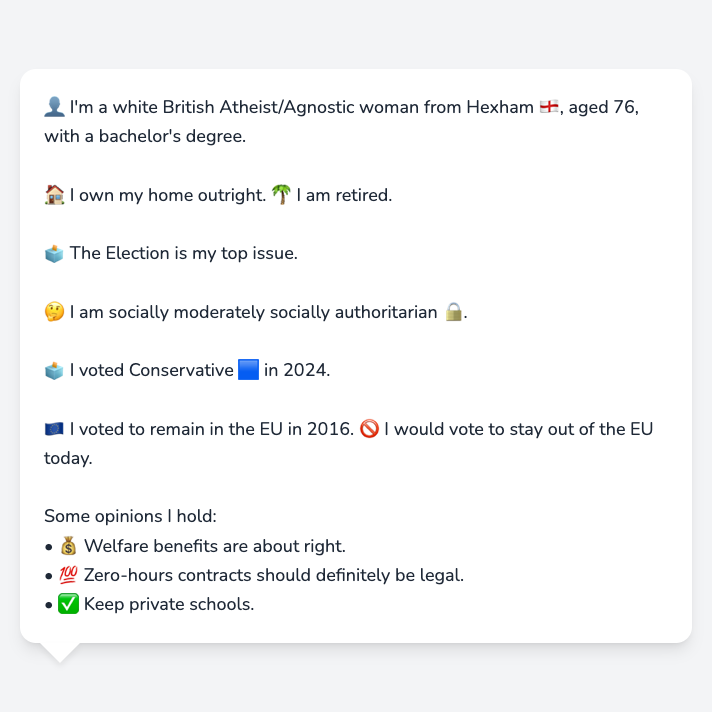 👤 I'm a white British Atheist/Agnostic woman from Hexham 🏴󠁧󠁢󠁥󠁮󠁧󠁿, aged 76,
with a bachelor's degree.
🏠 I own my home outright. 🌴 I am retired.
🗳️ The Election is my top issue.
🤔 I am socially moderately socially authoritarian 🔒.
🗳️ I voted Conservative 🟦 in 2024.
🇪🇺 I voted to remain in the EU in 2016. 🚫 I would vote to stay out of the EU
today.
Some opinions I hold:
• 💰 Welfare benefits are about right.
• 💯 Zero-hours contracts should definitely be legal.
• ✅ Keep private schools.